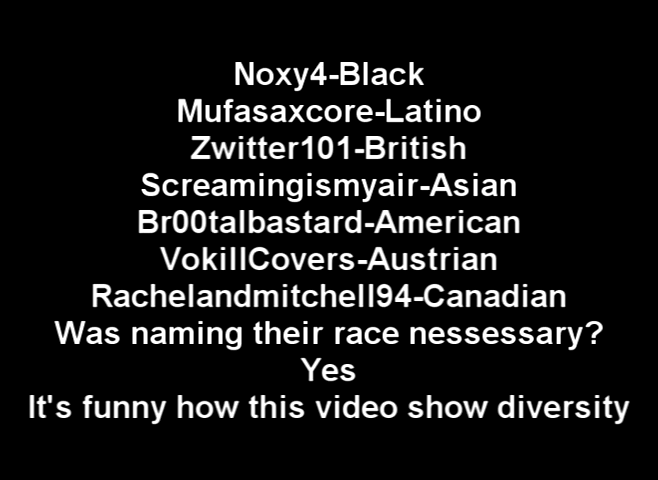 Noxy4-Black
Mufasaxcore-Latino
Zwitter101-British
Screamingismyair-Asian
Br00talbastard-American
VokillCovers-Austrian
Rachelandmitchell94-Canadian
Was naming their race nessessary?
Yes
It's funny how this video show diversity